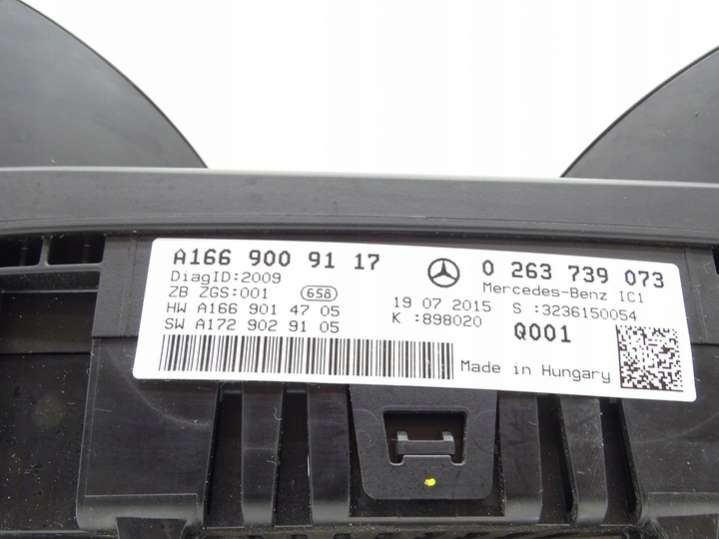 A166 900 91 17
0 263 739 073
DiagID:2009
Mercedes-Benz IC1
ZB ZGS:001 658
19 07 2015 S :3236150054
HW A166 901 47 05
K :898020 Q001
SW A172 902 91 05
Made in Hungary